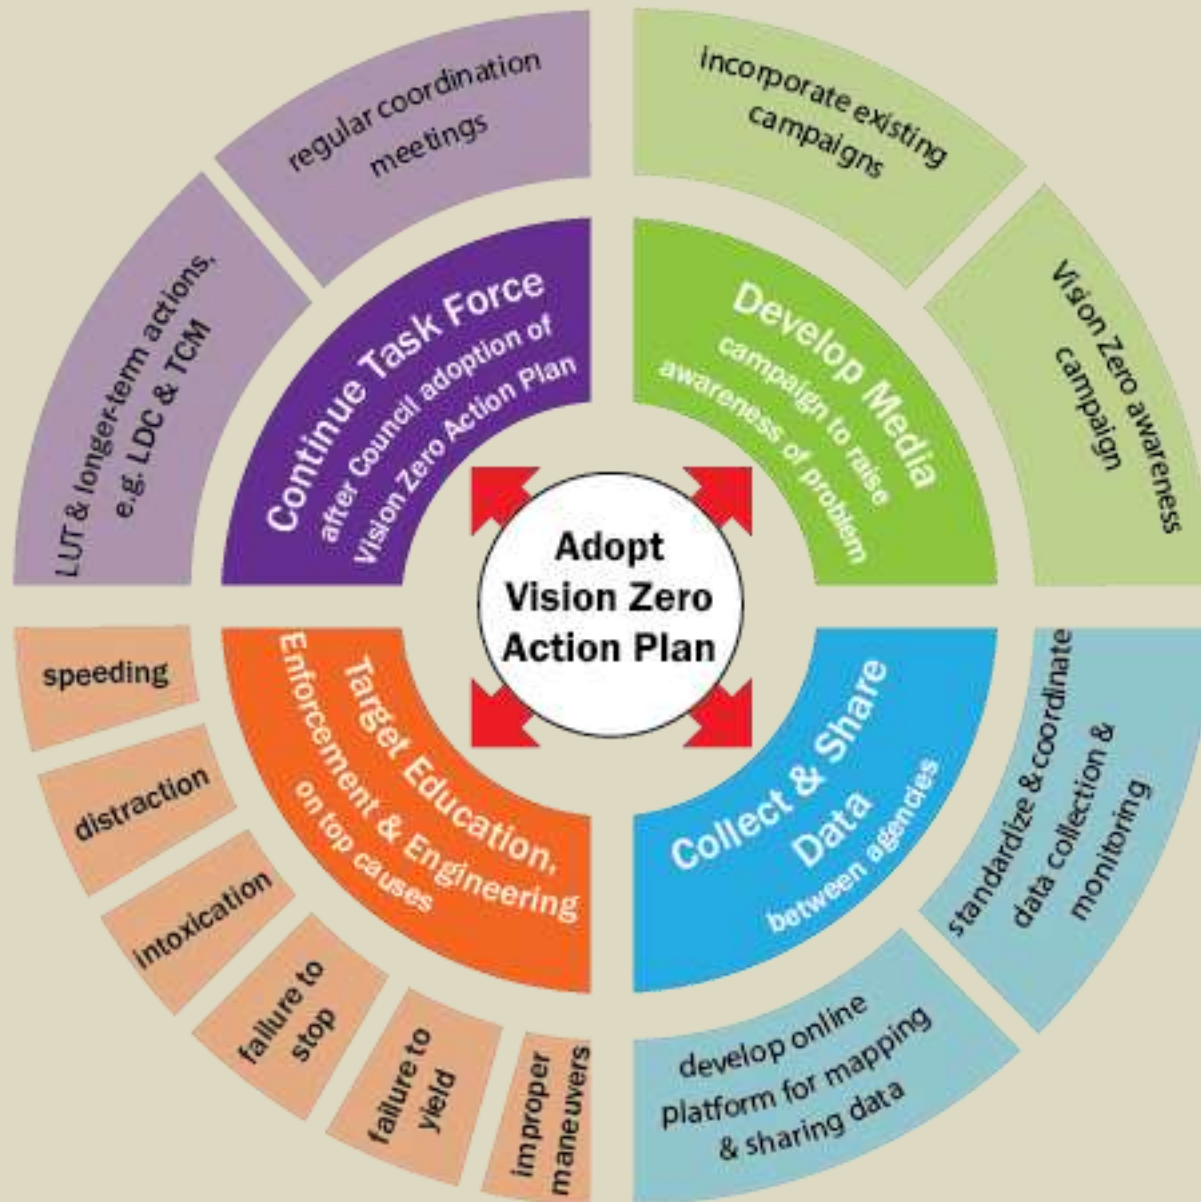 regular coordination
meetings
LUT & longer-term actions,
e.g. LDC & TCM
Continue Task Force
after Council adoption of
Vision Zero Action Plan
incorporate existing
campaigns
Vision Zero awareness
campaign
Develop Media
campaign to raise
awareness of problem
Adopt
Vision Zero
Action Plan
Target Education,
Enforcement & Engineering
on top causes
speeding
distraction
intoxication
failure to
stop
failure to
yield
improper
maneuvers
Collect & Share
Data
between agencies
standardize & coordinate
data collection &
monitoring
develop online
platform for mapping
& sharing data